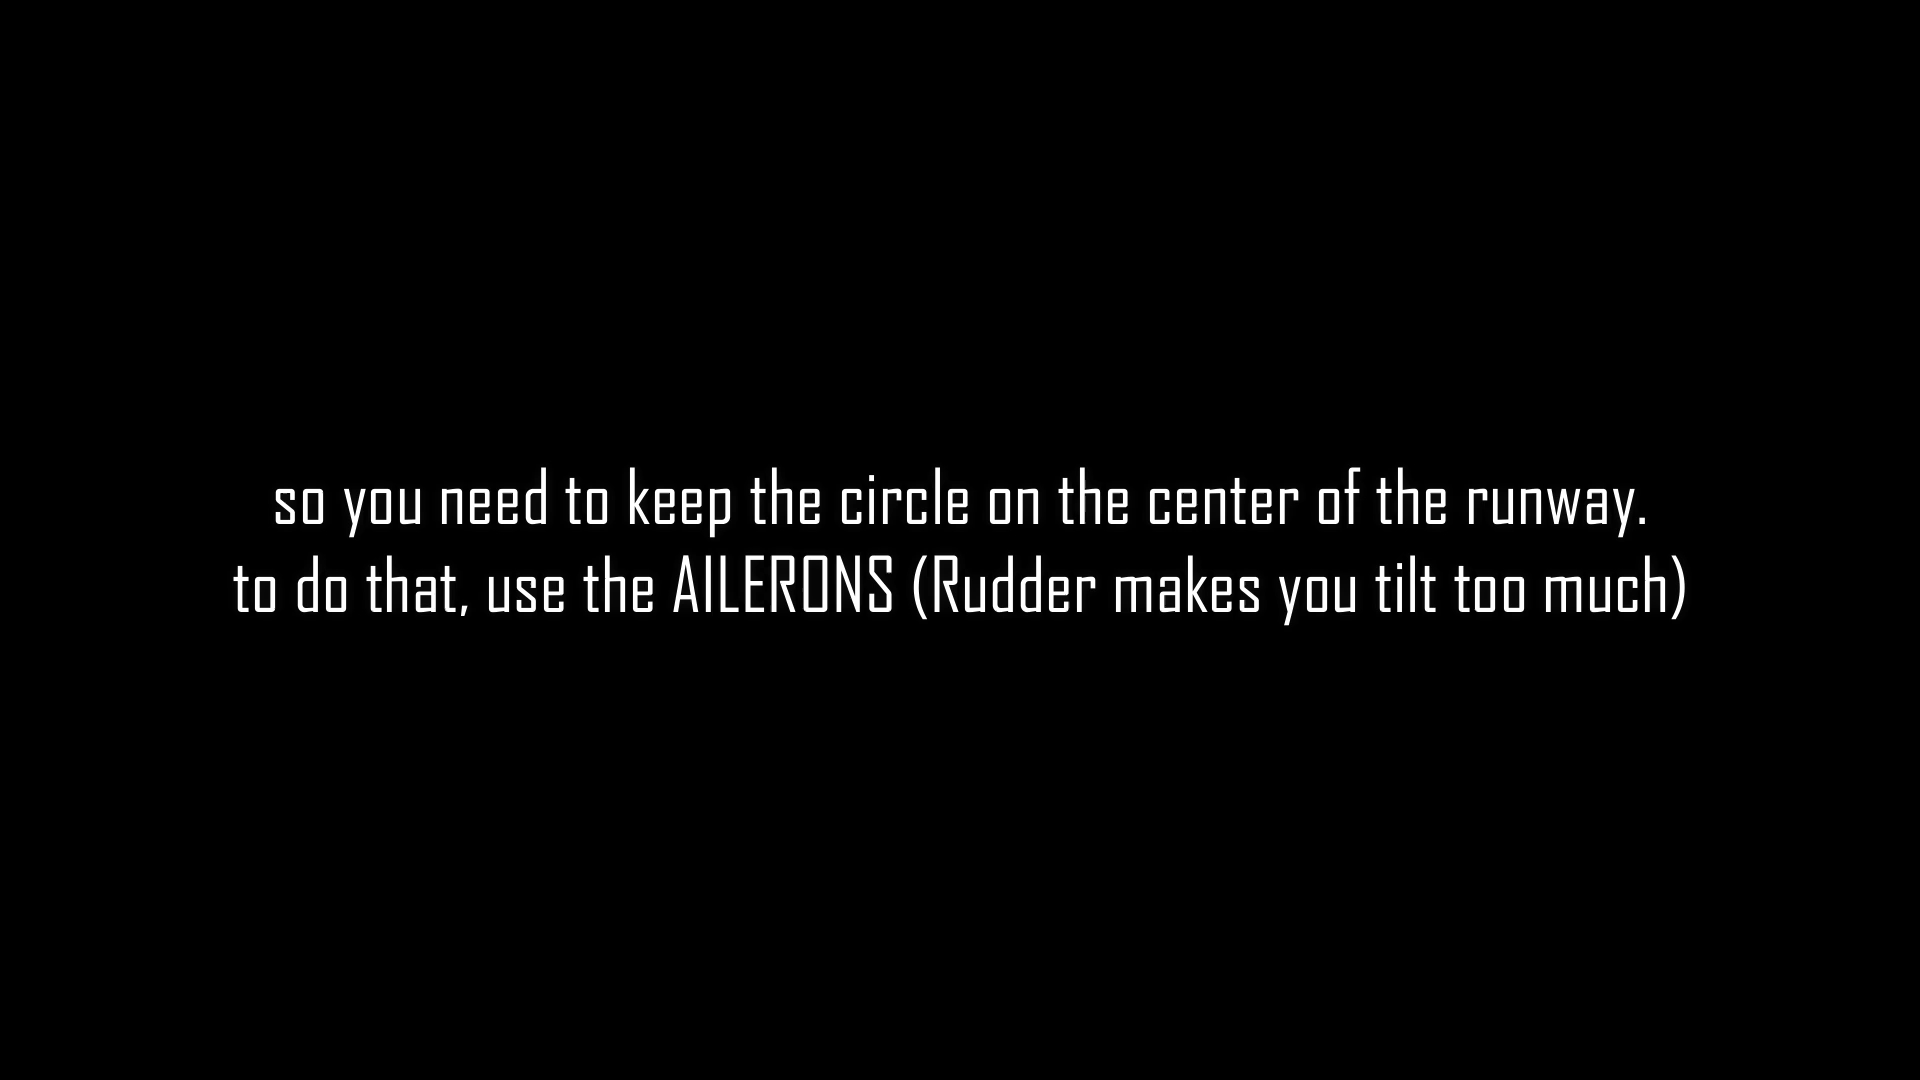 so you need to keep the circle on the center of the runway.
to do that, use the AILERONS (Rudder makes you tilt too much)